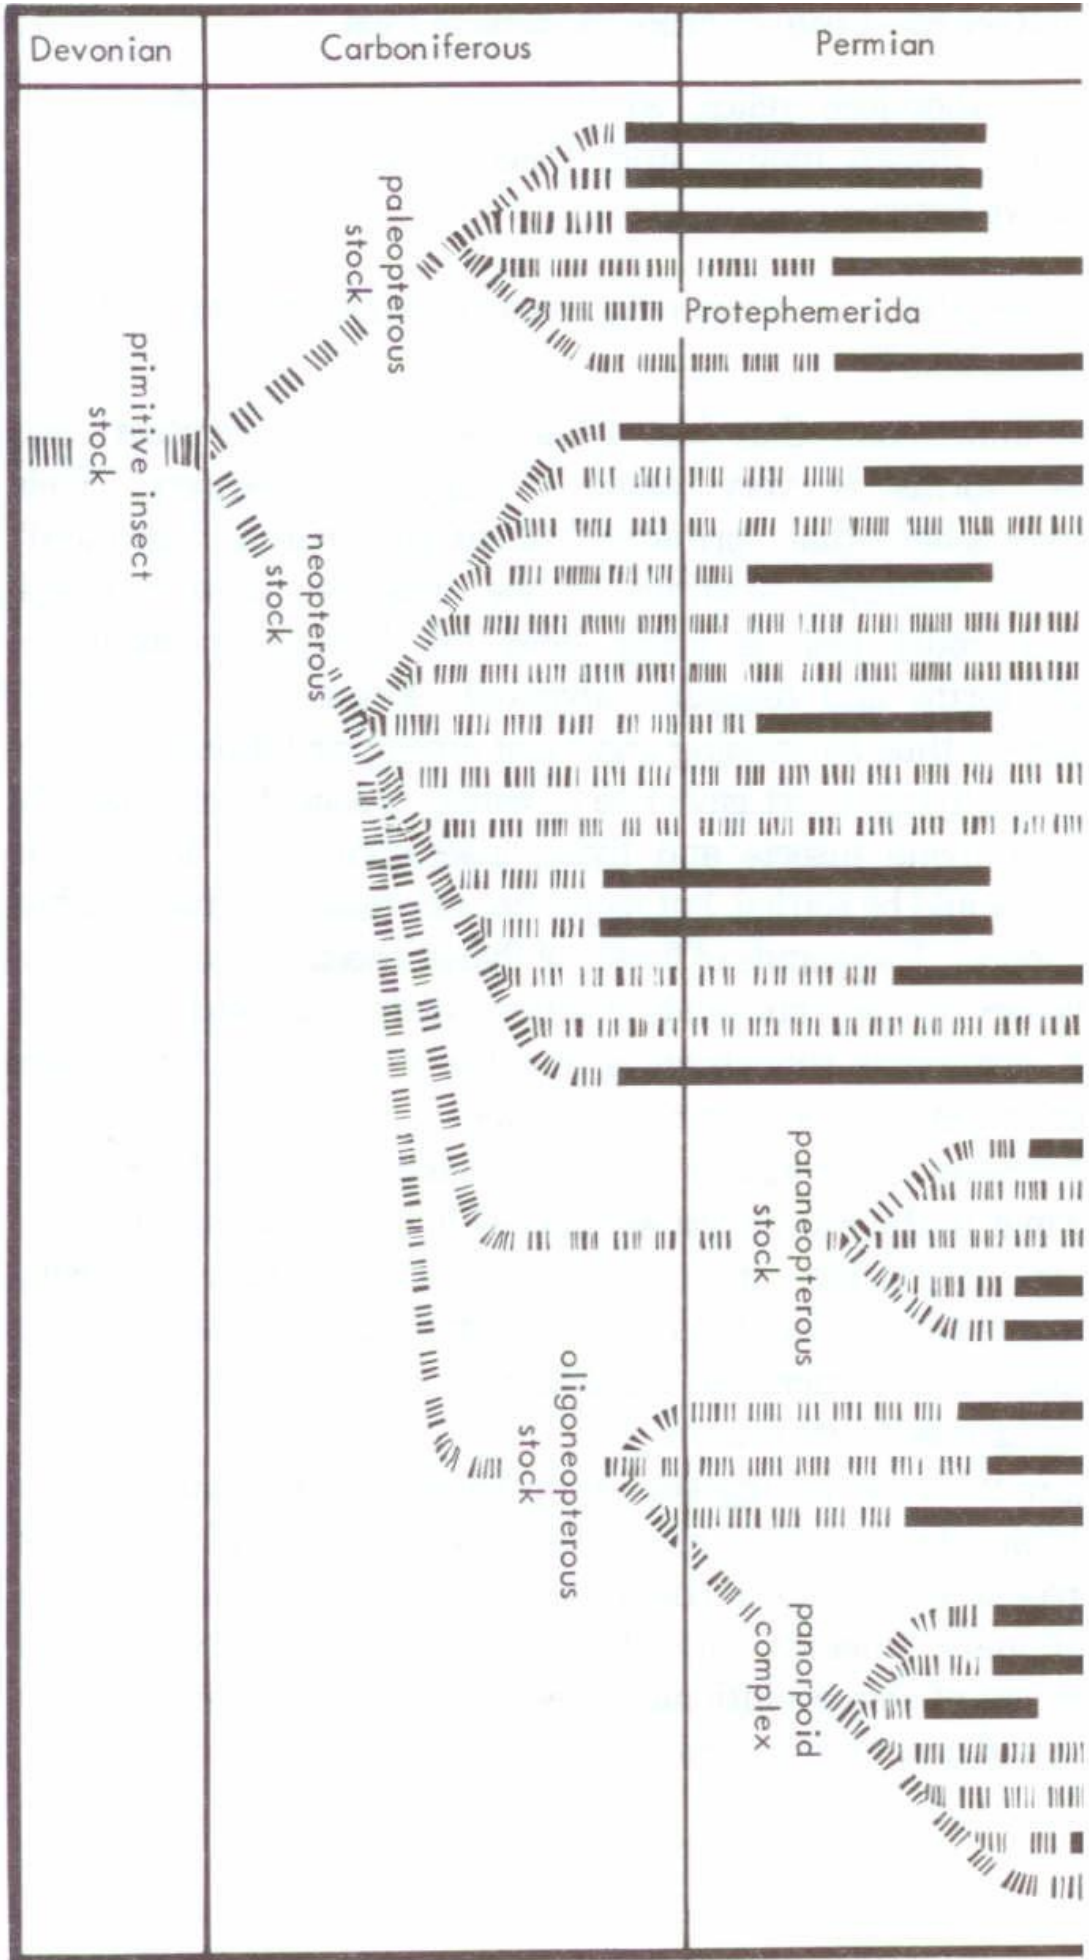 Devonian
Carboniferous
Permian
paleopterous
stock
Protephemerida
primitive insect
stock
neopterous
stock
paraneopterous
stock
oligoneopterous
stock
panorpoid
complex